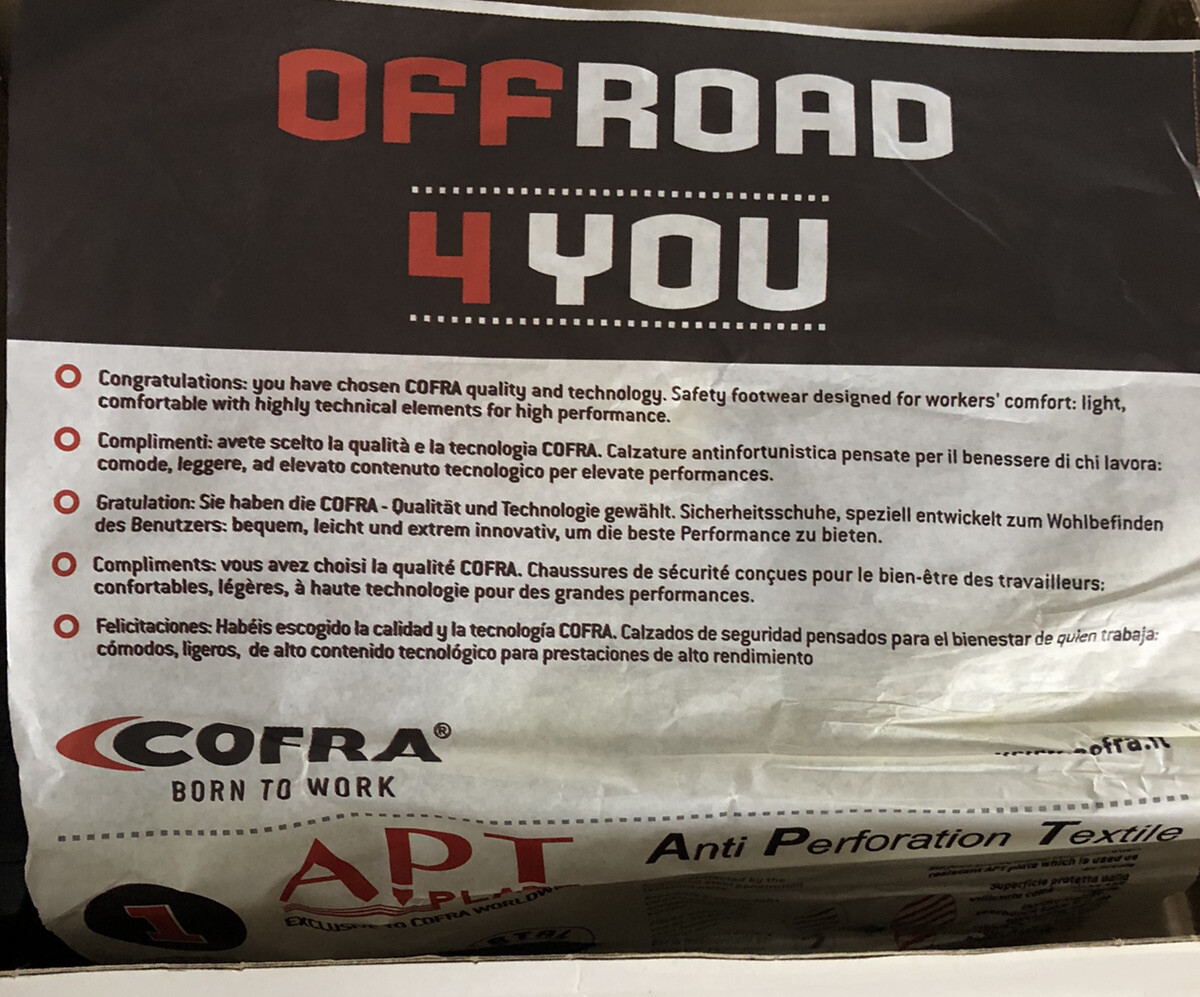 OFFROAD
4 YOU
Congratulations: you have chosen COFRA quality and technology. Safety footwear designed for workers' comfort: light,
comfortable with highly technical elements for high performance.
Complimenti: avete scelto la qualità e la tecnologia COFRA. Calzature antinfortunistica pensate per il benessere di chi lavora:
comode, leggere, ad elevato contenuto tecnologico per elevate performances.
Gratulation: Sie haben die COFRA - Qualität und Technologie gewählt. Sicherheitsschuhe, speziell entwickelt zum Wohlbefinden
des Benutzers: bequem, leicht und extrem innovativ, um die beste Performance zu bieten.
Compliments: vous avez choisi la qualité COFRA. Chaussures de sécurité conçues pour le bien-être des travailleurs:
confortables, légères, à haute technologie pour des grandes performances.
Felicitaciones: Habéis escogido la calidad y la tecnología COFRA. Calzados de seguridad pensados para el bienestar de quien trabaja:
cómodos, ligeros, de alto contenido tecnológico para prestaciones de alto rendimiento
COFRA®
BORN TO WORK
APT
Anti Perforation Textile
TO COFRA
1
which is used
Superficie protetta